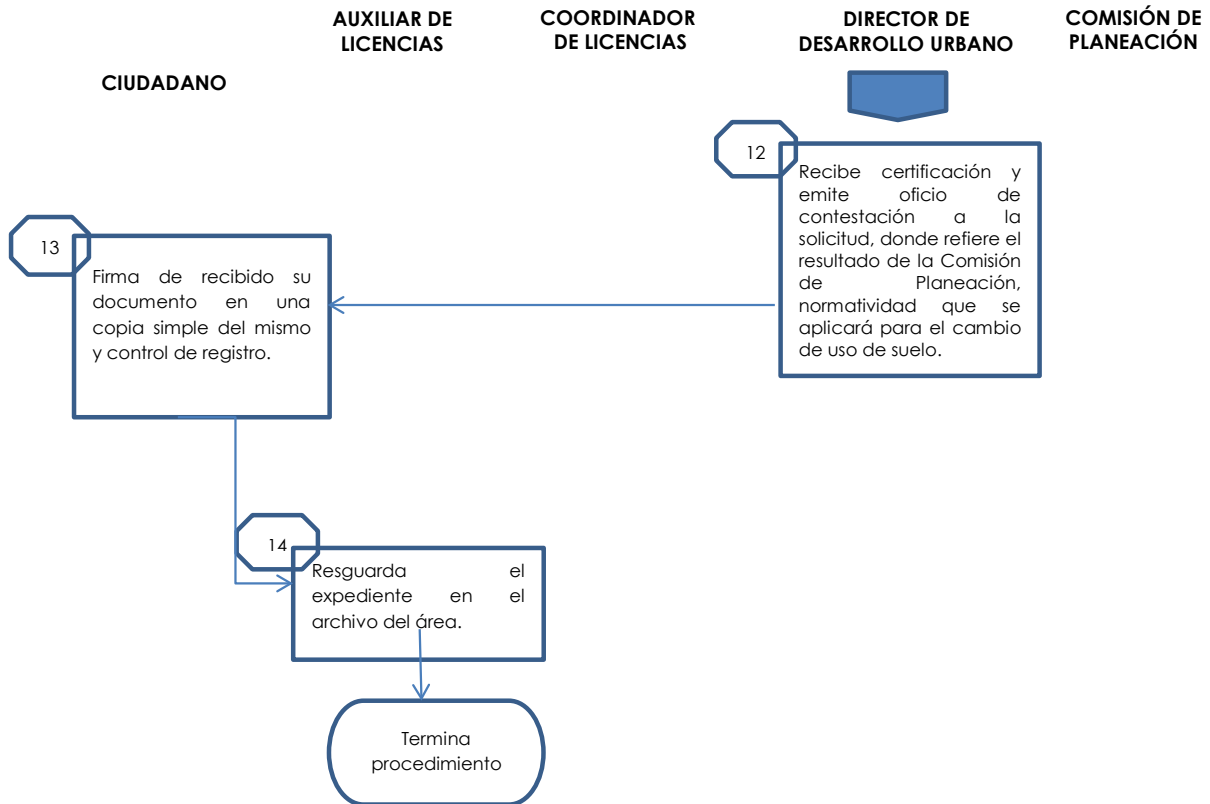 AUXILIAR DE
LICENCIAS
COORDINADOR
DE LICENCIAS
DIRECTOR DE
DESARROLLO URBANO
COMISIÓN DE
PLANEACIÓN
CIUDADANO
12
Recibe certificación y
emite oficio de
contestación a la
solicitud, donde refiere el
resultado de la Comisión
de Planeación,
normatividad que se
aplicará para el cambio
de uso de suelo.
13
Firma de recibido su
documento en una
copia simple del mismo
y control de registro.
14
Resguarda el
expediente en el
archivo del área.
Termina
procedimiento